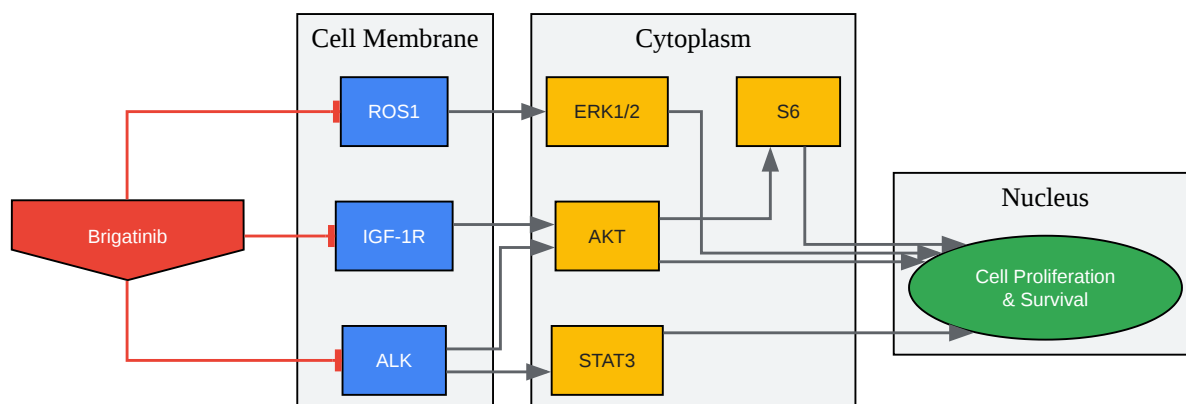 Cell Membrane
Cytoplasm
ROS1
ERK1/2
S6
Nucleus
Brigatinib
IGF-1R
AKT
Cell Proliferation
& Survival
ALK
STAT3